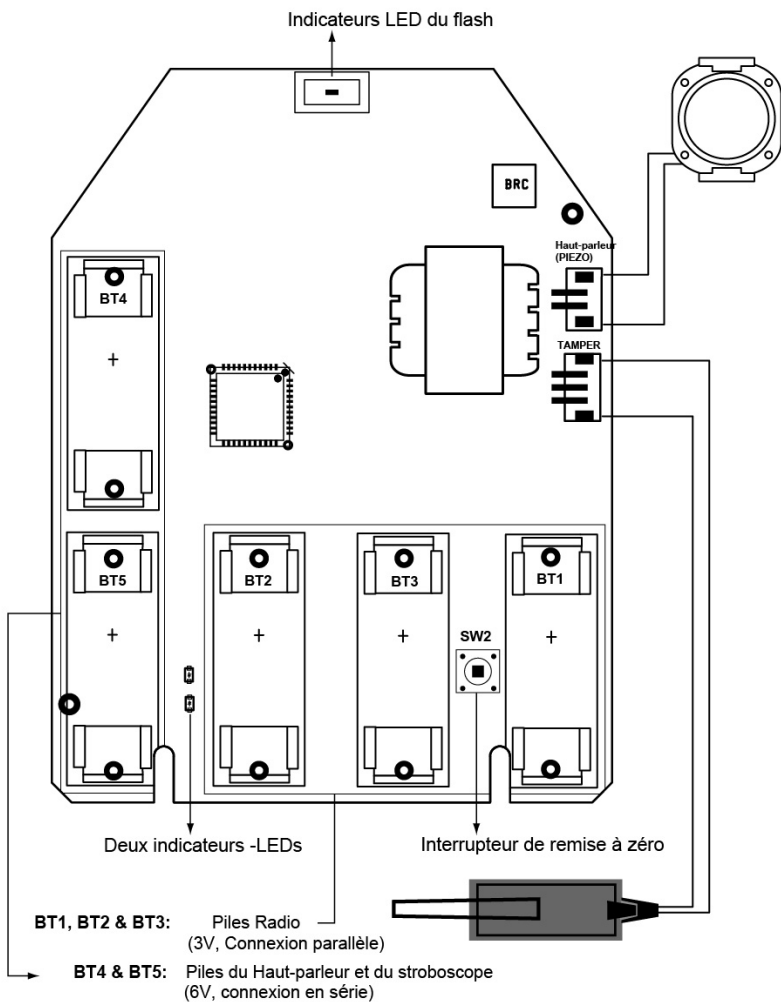 Indicateurs LED du flash
BRC
Haut-parleur
(PIEZO)
BT4
TAMPER
BT5
BT2
BT3
BT1
SW2
Deux indicateurs -LEDs
Interrupteur de remise à zéro
BT1, BT2 & BT3: Piles Radio
(3V, Connexion parallèle)
BT4 & BT5: Piles du Haut-parleur et du stroboscope
(6V, connexion en série)